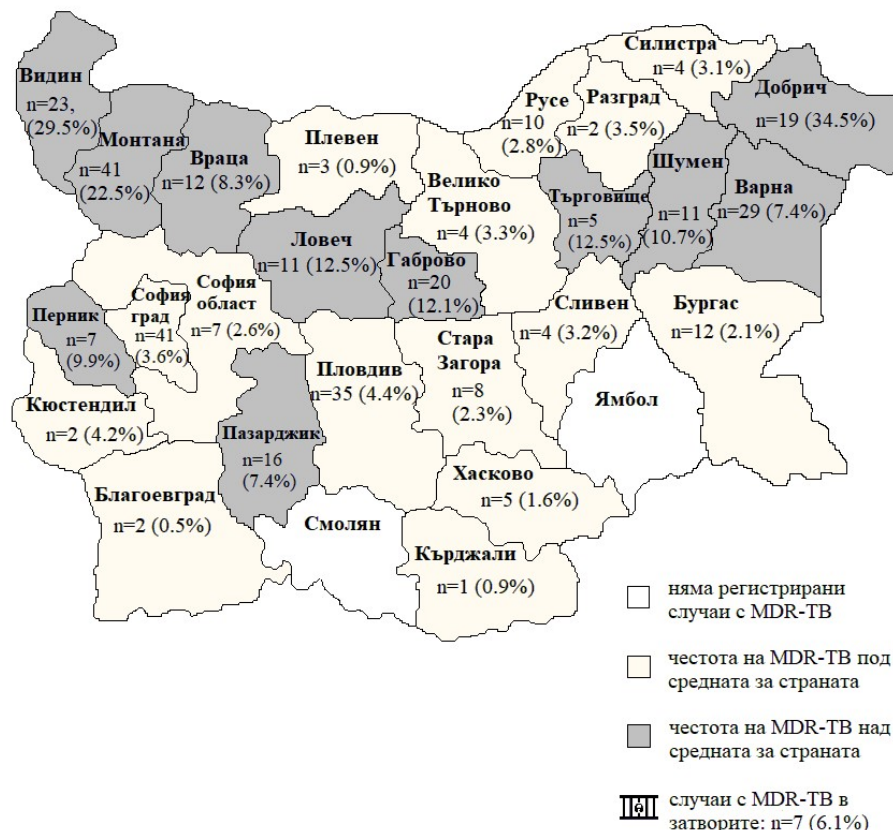 Видин
n=23,
(29.5%)
Монтана
n=41
(22.5%)
Враца
n=12 (8.3%)
Плевен
n=3 (0.9%)
Велико
Търново
n=4 (3.3%)
Русе
n=10
(2.8%)
Силистра
n=4 (3.1%)
Разград
n=2 (3.5%)
Добрич
n=19 (34.5%)
Шумен
n=11
(10.7%)
Варна
n=29 (7.4%)
Търговище
n=5
(12.5%)
Ловеч
n=11 (12.5%)
Габрово
n=20
(12.1%)
София
област
n=7 (2.6%)
София
град
n=41
(3.6%)
Перник
n=7
(9.9%)
Кюстендил
n=2 (4.2%)
Пазарджик
n=16
(7.4%)
Пловдив
n=35 (4.4%)
Стара
Загора
n=8
(2.3%)
Сливен
n=4 (3.2%)
Бургас
n=12 (2.1%)
Ямбол
Благоевград
n=2 (0.5%)
Смолян
Хасково
n=5 (1.6%)
Кърджали
n=1 (0.9%)
няма регистрирани
случаи с MDR-ТВ
честота на MDR-ТВ под
средната за страната
честота на MDR-ТВ над
средната за страната
случаи с MDR-ТВ в
затворите: n=7 (6.1%)